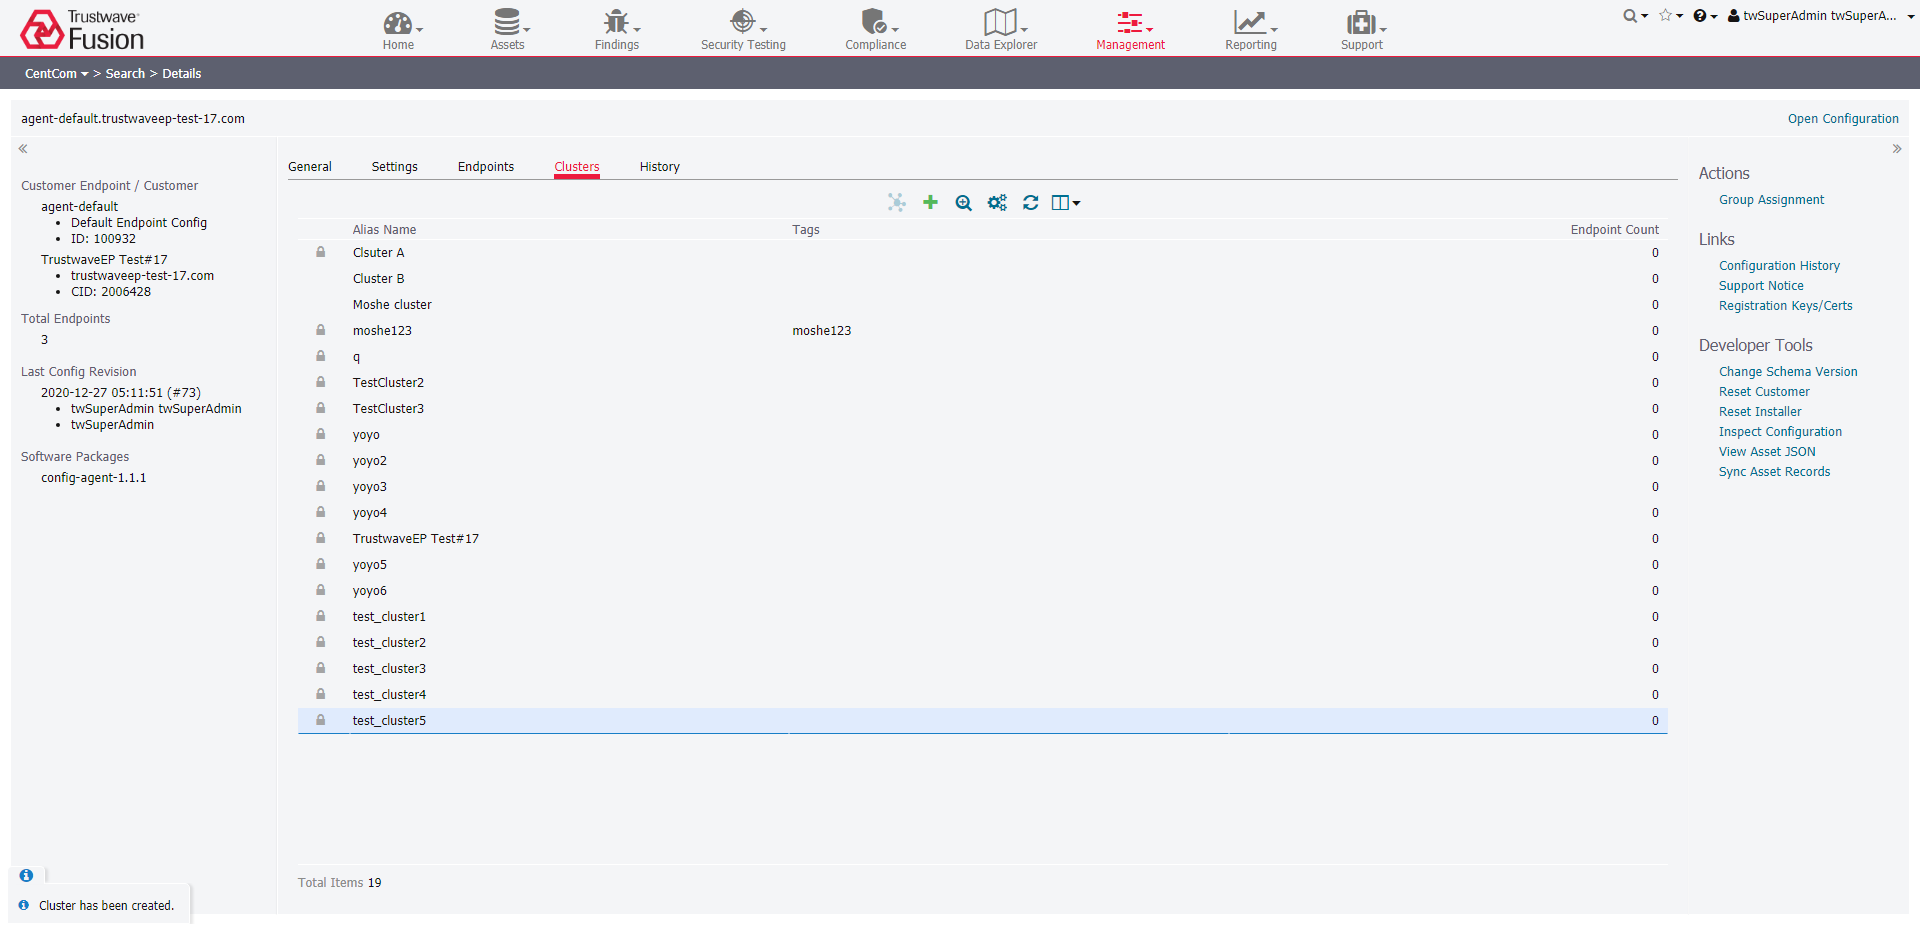 Trustwave®
Fusion
Home
Assets
Findings
Security Testing
Compliance
Data Explorer
Management
Reporting
Support
twSuperAdmin twSuperA...
CentCom > Search > Details
agent-default.trustwaveep-test-17.com
Open Configuration
Customer Endpoint / Customer
agent-default
• Default Endpoint Config
• ID: 100932
TrustwaveEP Test#17
• trustwaveep-test-17.com
• CID: 2006428
Total Endpoints
3
Last Config Revision
2020-12-27 05:11:51 (#73)
• twSuperAdmin twSuperAdmin
• twSuperAdmin
Software Packages
config-agent-1.1.1
General Settings Endpoints Clusters History
Alias Name Tags Endpoint Count
Clsuter A 0
Cluster B 0
Moshe cluster 0
moshe123 moshe123 0
q 0
TestCluster2 0
TestCluster3 0
yoyo 0
yoyo2 0
yoyo3 0
yoyo4 0
TrustwaveEP Test#17 0
yoyo5 0
yoyo6 0
test_cluster1 0
test_cluster2 0
test_cluster3 0
test_cluster4 0
test_cluster5 0
Total Items 19
Actions
Group Assignment
Links
Configuration History
Support Notice
Registration Keys/Certs
Developer Tools
Change Schema Version
Reset Customer
Reset Installer
Inspect Configuration
View Asset JSON
Sync Asset Records
Cluster has been created.